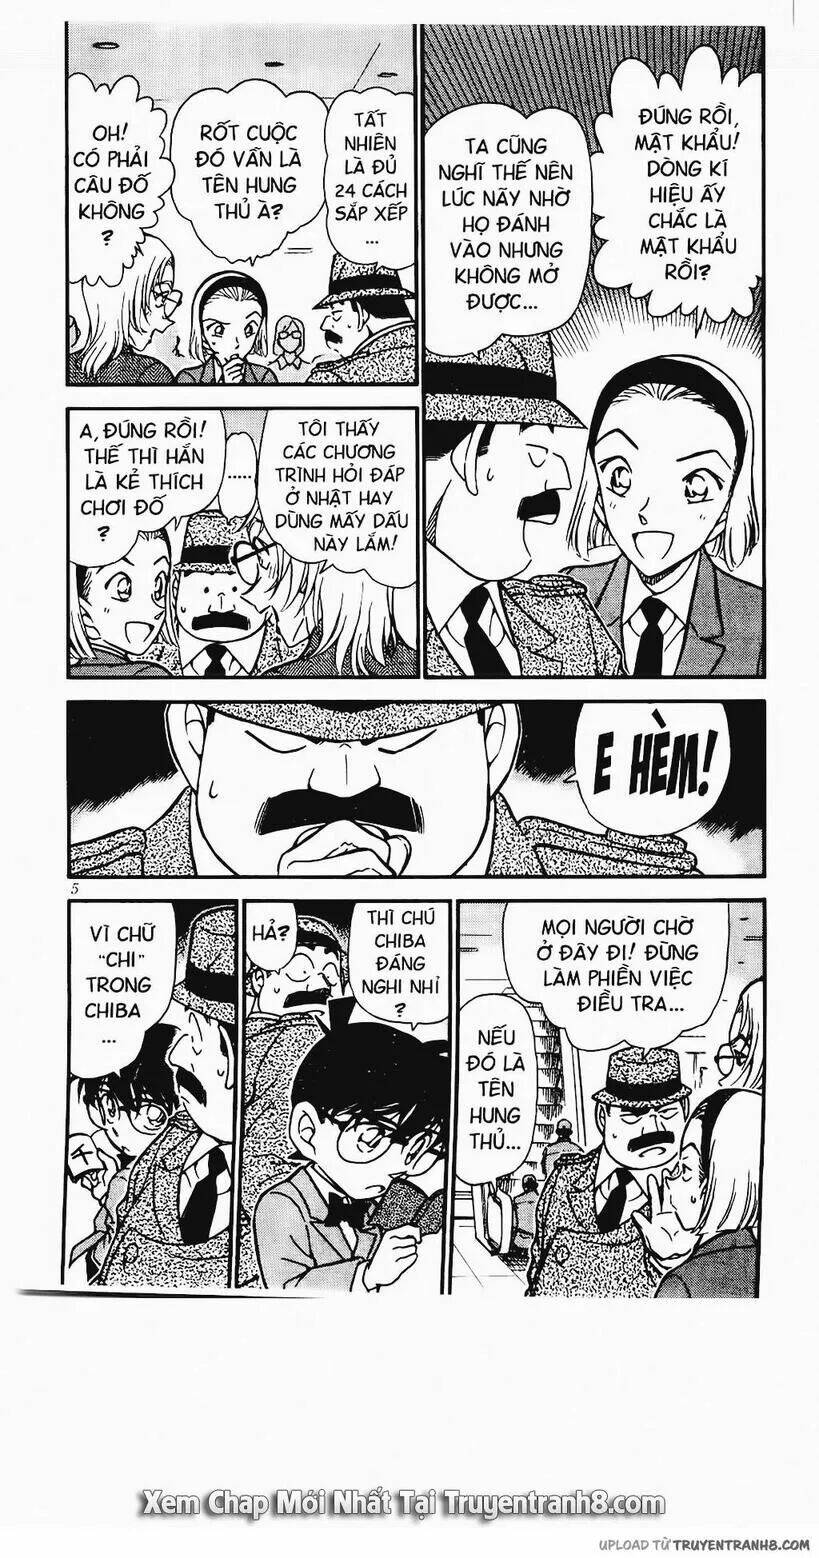 ĐÚNG RỒI,
MẬT KHẨU!
DÒNG KÍ
HIỆU ẤY
CHẮC LÀ
MẬT KHẨU
RỒI?
TA CŨNG
NGHĨ THẾ NÊN
LÚC NÃY NHỜ
HỌ ĐÁNH
VÀO NHƯNG
KHÔNG MỞ
ĐƯỢC...
TẤT
NHIÊN
LÀ ĐỦ
24 CÁCH
SẮP XẾP
...
RỐT CUỘC
ĐÓ VẪN LÀ
TÊN HUNG
THỦ À?
OH!
CÓ PHẢI
CÂU ĐỐ
KHÔNG
?
TÔI THẤY
CÁC CHƯƠNG
TRÌNH HỎI ĐÁP
Ở NHẬT HAY
DÙNG MẤY DẤU
NÀY LẮM!
......
A, ĐÚNG RỒI!
THẾ THÌ HẮN
LÀ KẺ THÍCH
CHƠI ĐỐ
?
E HÈM!
5
MỌI NGƯỜI CHỜ
Ở ĐÂY ĐI! ĐỪNG
LÀM PHIỀN VIỆC
ĐIỀU TRA...
NẾU
ĐÓ LÀ
TÊN
HUNG
THỦ...
THÌ CHÚ
CHIBA
ĐÁNG
NGHI NHỈ
?
HẢ?
VÌ CHỮ
"CHI"
TRONG
CHIBA
...
千
Xem Chap Mới Nhất Tại Truyentranh8.com
UPLOAD TỪ TRUYENTRANH8.COM